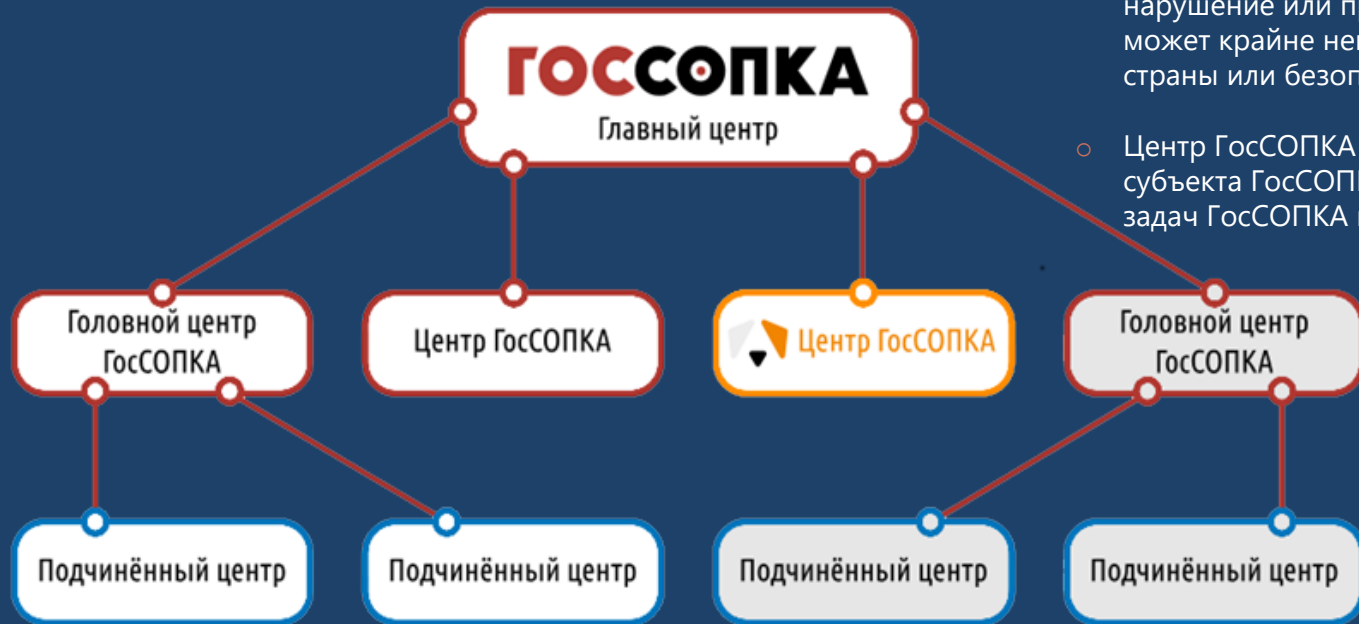 нарушение или п
может крайне не
страны или безоп
ГОССОПКА
Главный центр
Центр ГосСОПКА
субъекта ГосСОП
задач ГосСОПКА
Головной центр
ГосСОПКА
Центр ГосСОПКА
Центр ГосСОПКА
Головной центр
ГосСОПКА
Подчинённый центр
Подчинённый центр
Подчинённый центр
Подчинённый центр